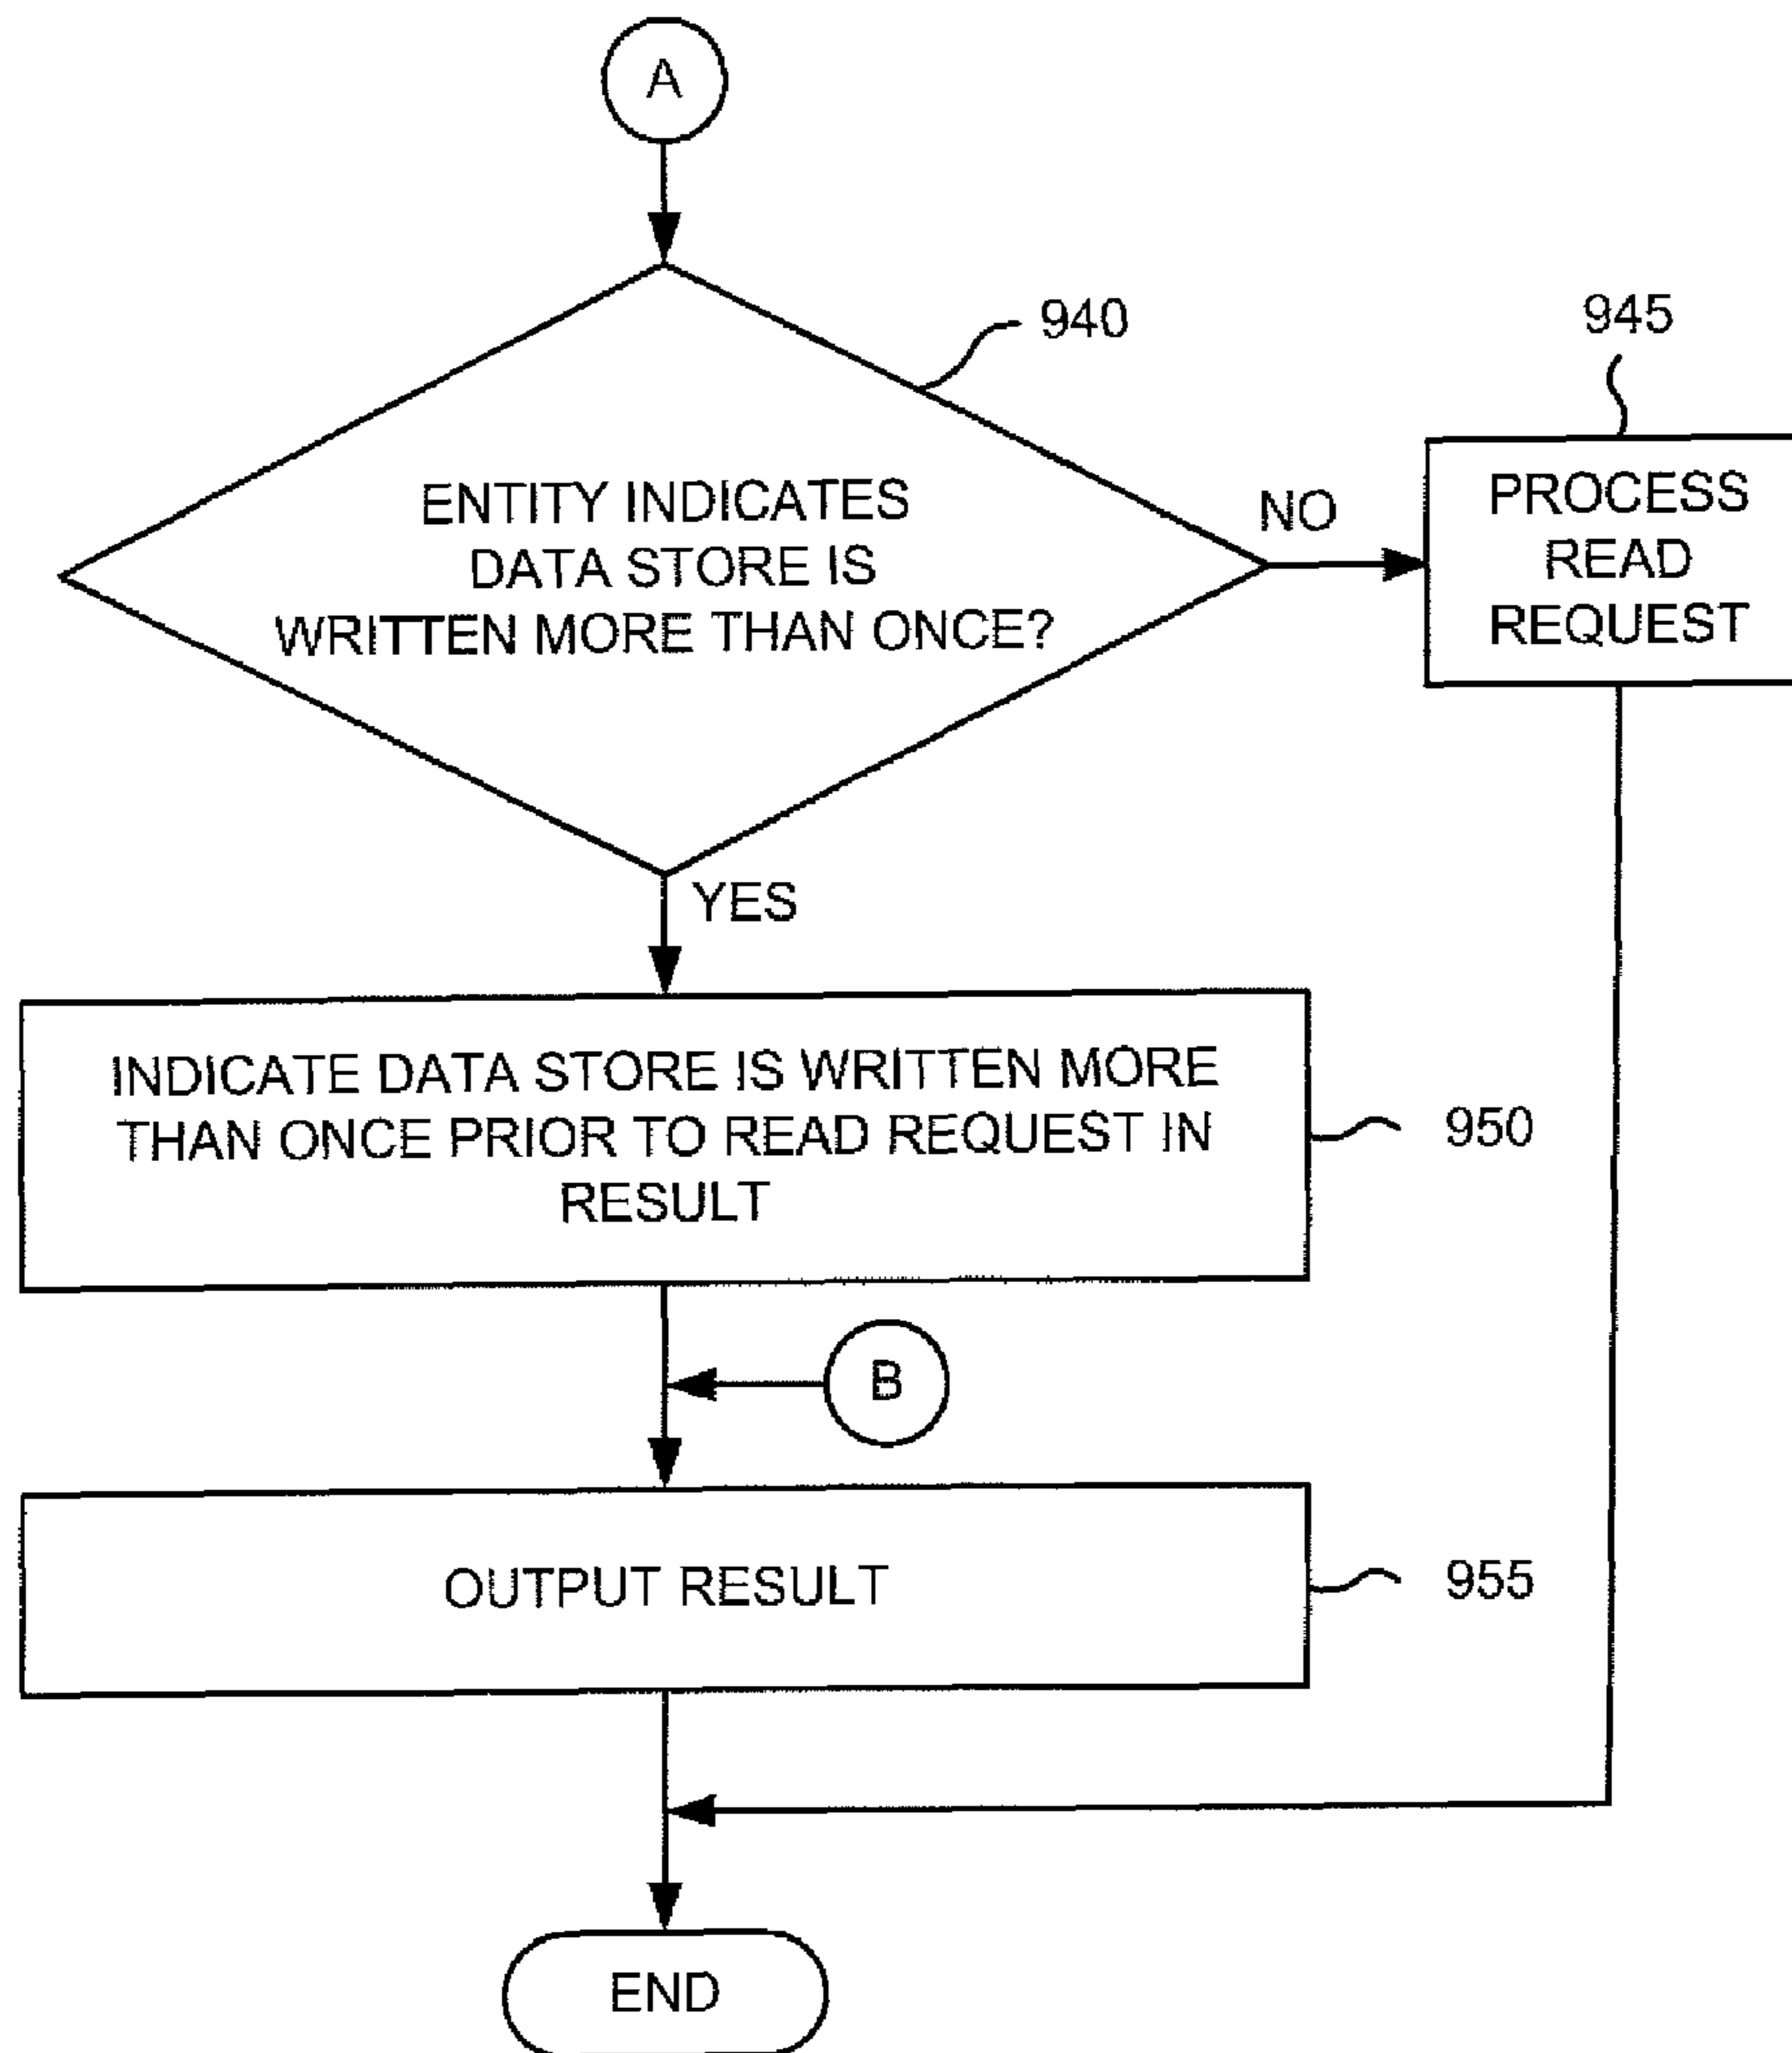 A
940
ENTITY INDICATES
DATA STORE IS
WRITTEN MORE THAN ONCE?
NO
945
PROCESS
READ
REQUEST
YES
INDICATE DATA STORE IS WRITTEN MORE
THAN ONCE PRIOR TO READ REQUEST IN
RESULT
950
B
OUTPUT RESULT
955
END